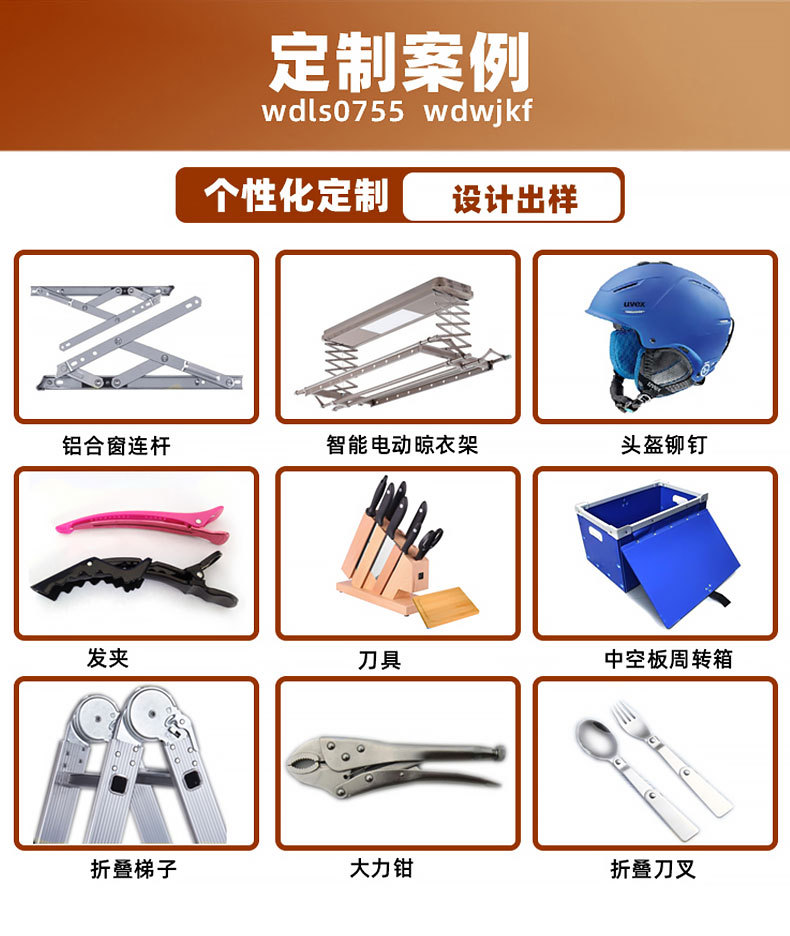 定制案例
wdls0755 wdwjkf
个性化定制 设计出样
uvex
uvex
铝合窗连杆 智能电动晾衣架 头盔铆钉
发夹 刀具 中空板周转箱
折叠梯子 大力钳 折叠刀叉